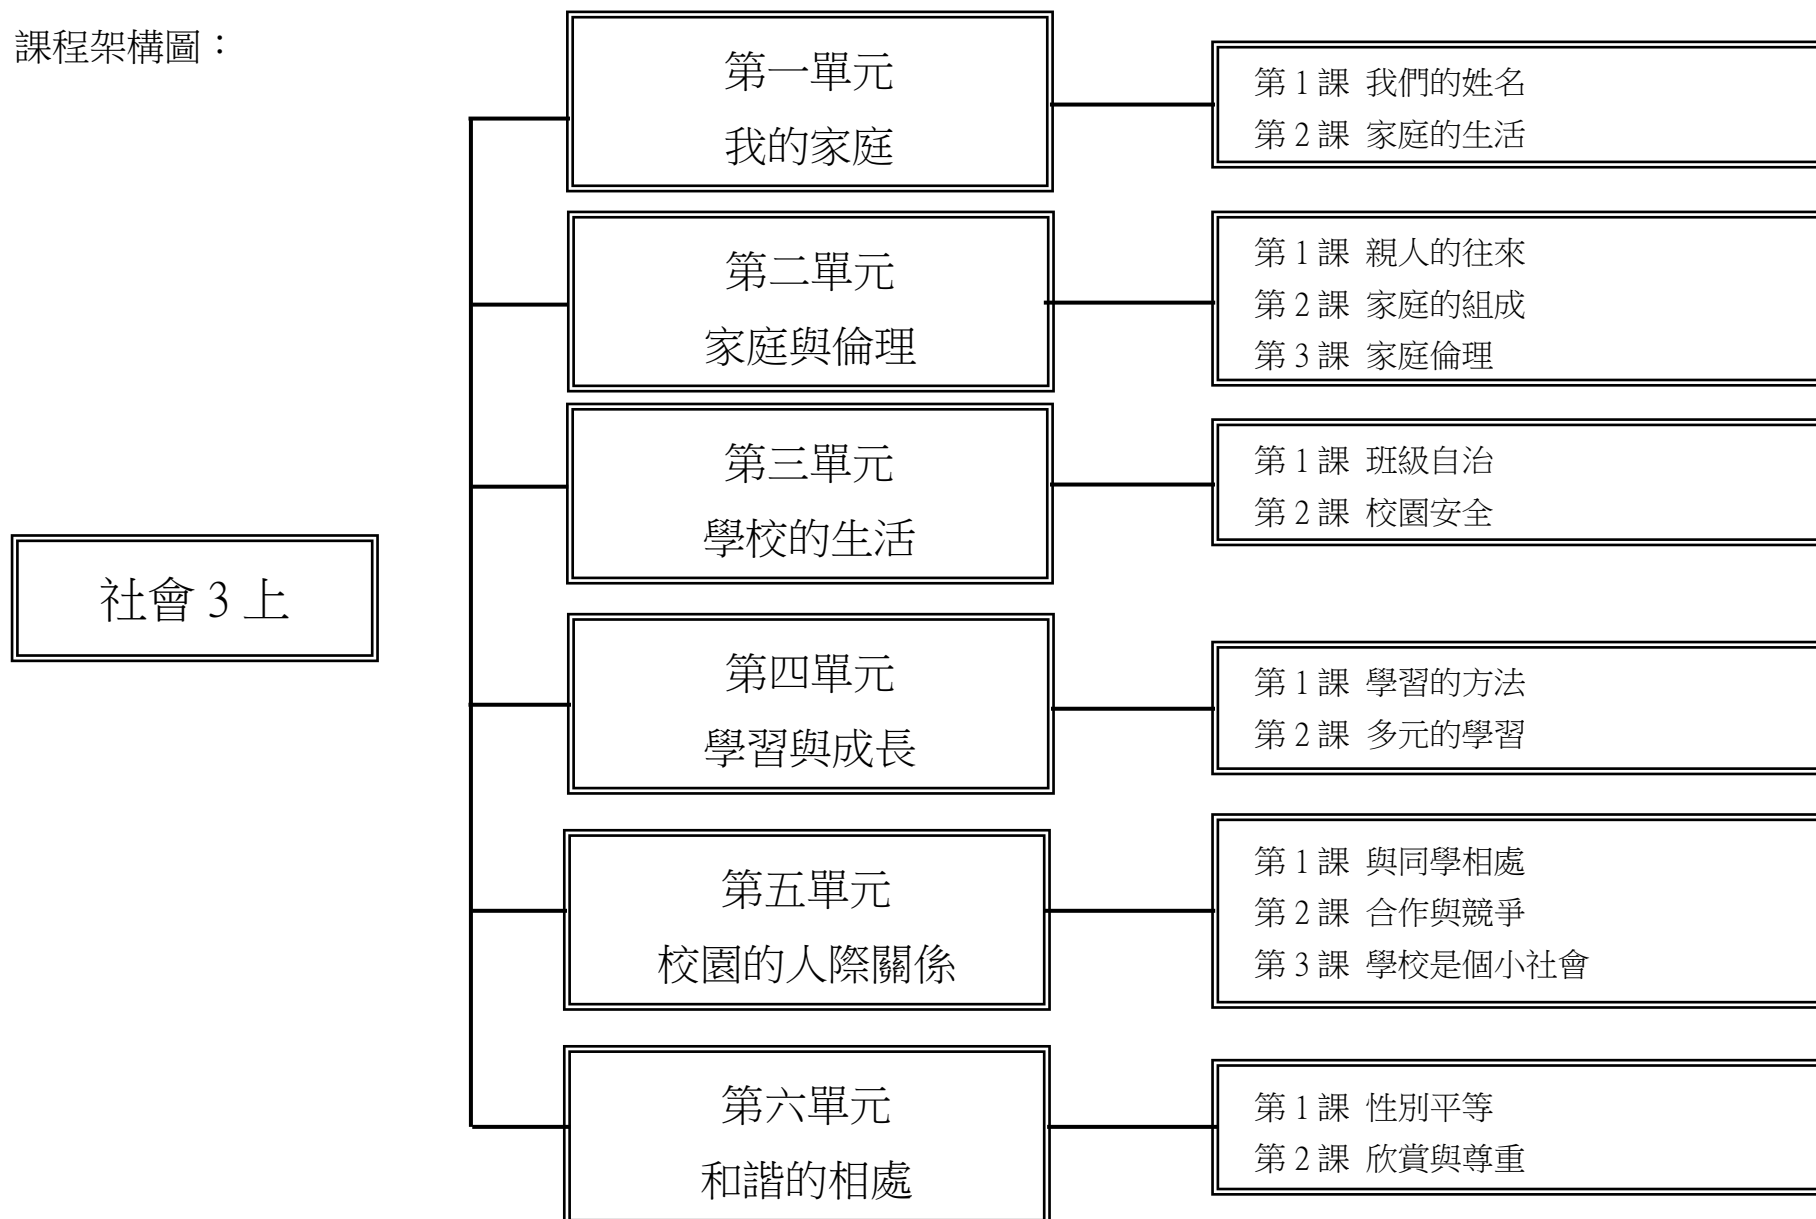 課程架構圖：
社會 3 上
第一單元
我的家庭
第 1 課 我們的姓名
第 2 課 家庭的生活
第二單元
家庭與倫理
第 1 課 親人的往來
第 2 課 家庭的組成
第 3 課 家庭倫理
第三單元
學校的生活
第 1 課 班級自治
第 2 課 校園安全
第四單元
學習與成長
第 1 課 學習的方法
第 2 課 多元的學習
第五單元
校園的人際關係
第 1 課 與同學相處
第 2 課 合作與競爭
第 3 課 學校是個小社會
第六單元
和諧的相處
第 1 課 性別平等
第 2 課 欣賞與尊重